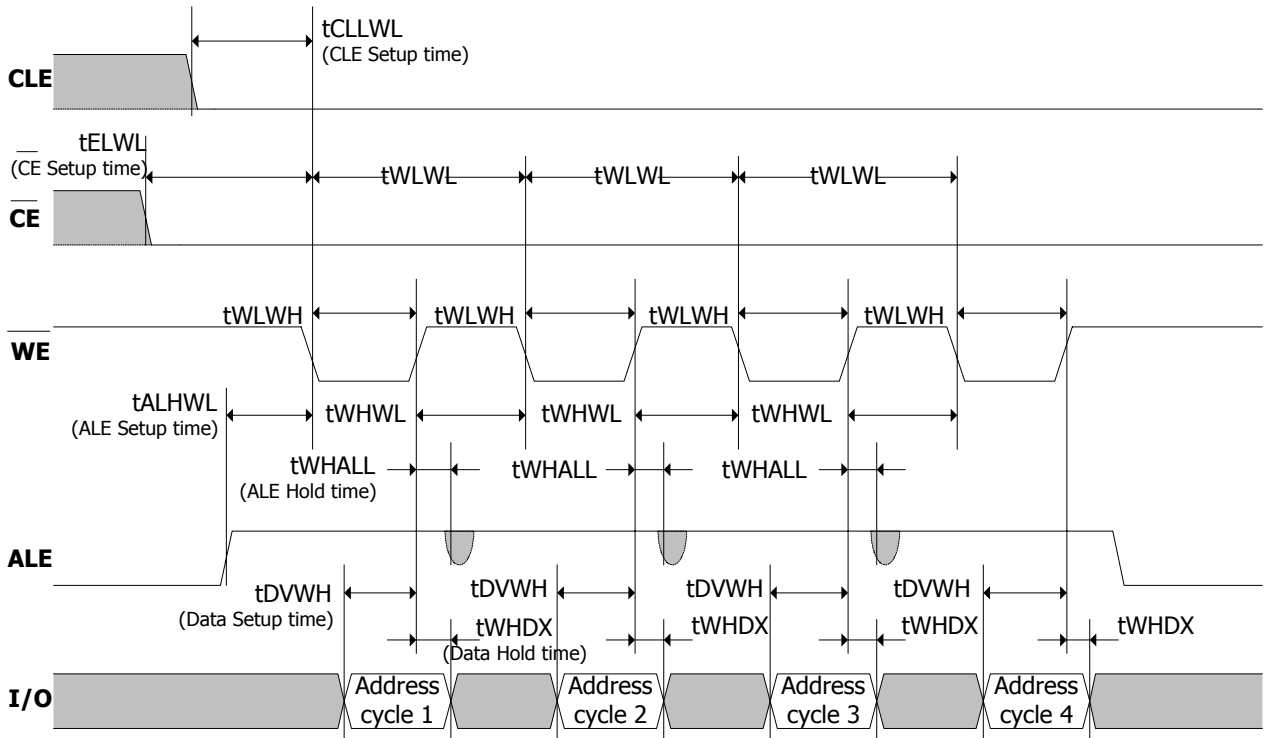 tCLLWL
(CLE Setup time)
CLE
tELWL
(CE Setup time)
tWLWL tWLWL tWLWL
CE
tWLWH tWLWH tWLWH tWLWH
WE
tALHWL
(ALE Setup time)
tWHWL tWHWL tWHWL
tWHALL tWHALL tWHALL
(ALE Hold time)
ALE
tDVWH tDVWH tDVWH tDVWH
(Data Setup time)
tWHDX tWHDX tWHDX tWHDX
(Data Hold time)
I/O
Address cycle 1
Address cycle 2
Address cycle 3
Address cycle 4